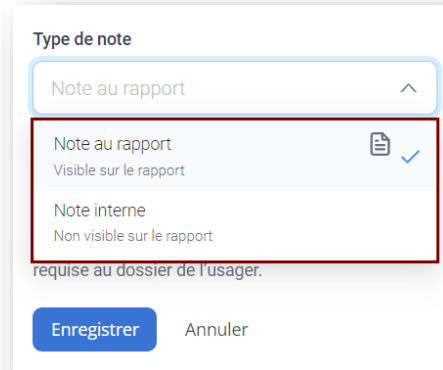 Type de note
Note au rapport
Note au rapport
Visible sur le rapport
Note interne
Non visible sur le rapport
requise au dossier de l'usager.
Enregistrer Annuler